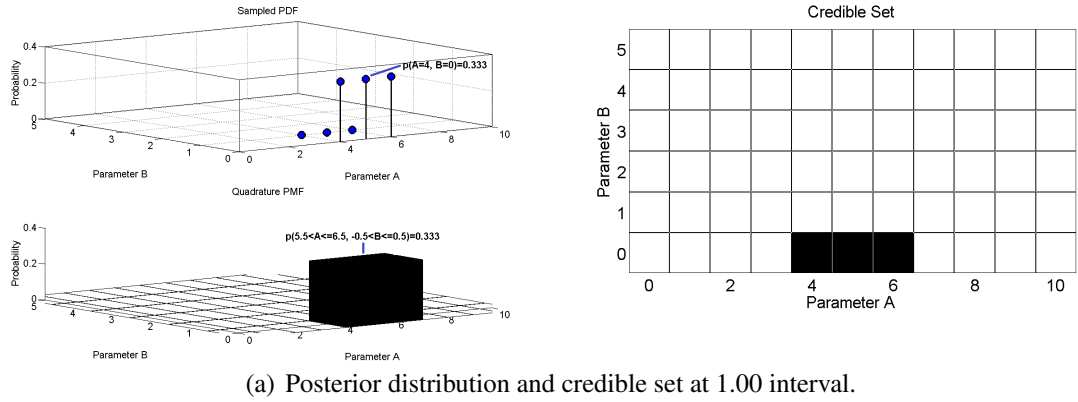 Sampled PDF
Probability
0.4
0.2
0
5
4
3
2
1
0
0
2
4
6
8
10
p(A=4, B=0)=0.333
Parameter B
Parameter A
Quadrature PMF
Probability
0.4
0.2
0
5
4
3
2
1
0
0
2
4
6
8
10
p(5.5<A<=6.5, -0.5<B<=0.5)=0.333
Parameter B
Parameter A
Credible Set
Parameter B
5
4
3
2
1
0
0 2 4 6 8 10
Parameter A
(a) Posterior distribution and credible set at 1.00 interval.